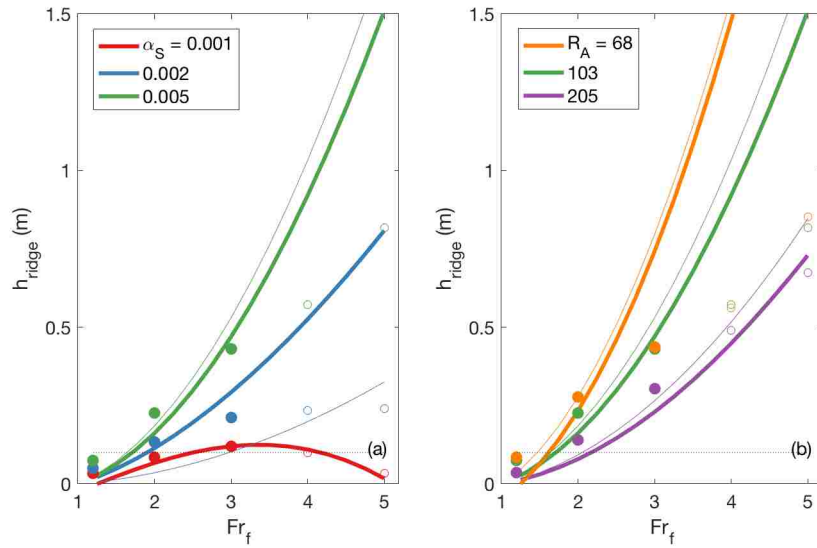 1.5
1
0.5
0
h_ridge (m)
α_S = 0.001
0.002
0.005
(a)
1 2 3 4 5
Fr_f
1.5
1
0.5
0
h_ridge (m)
R_A = 68
103
205
(b)
1 2 3 4 5
Fr_f